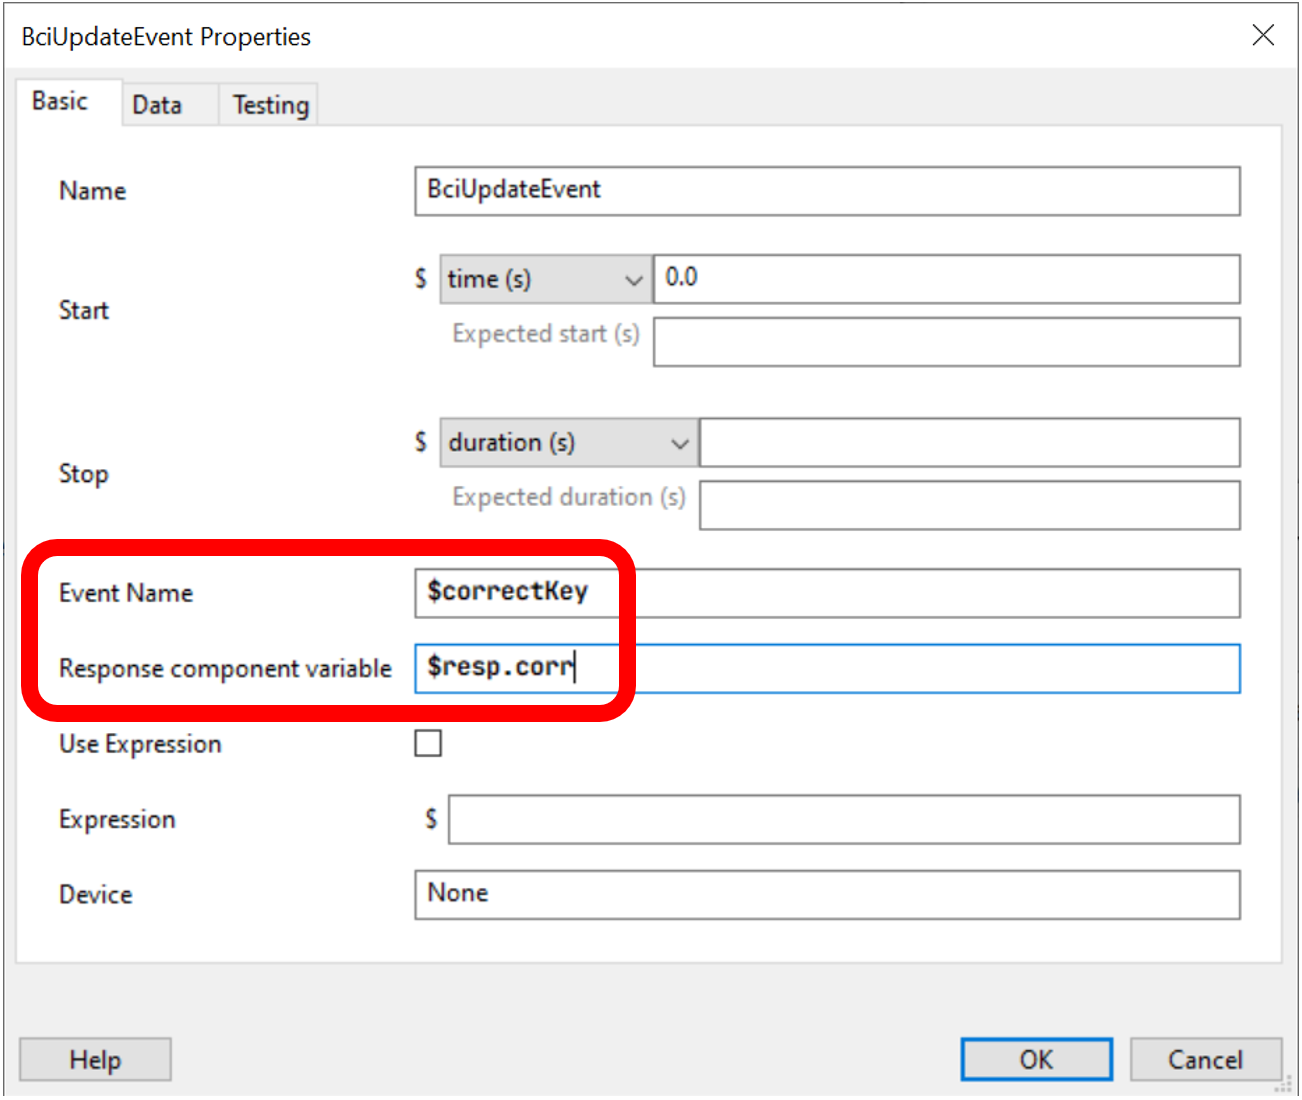 BciUpdateEvent Properties
Basic Data Testing
Name BciUpdateEvent
$ time (s) 0.0
Start
Expected start (s)
$ duration (s)
Stop
Expected duration (s)
Event Name $correctKey
Response component variable $resp.corr
Use Expression
Expression $
Device None
Help OK Cancel